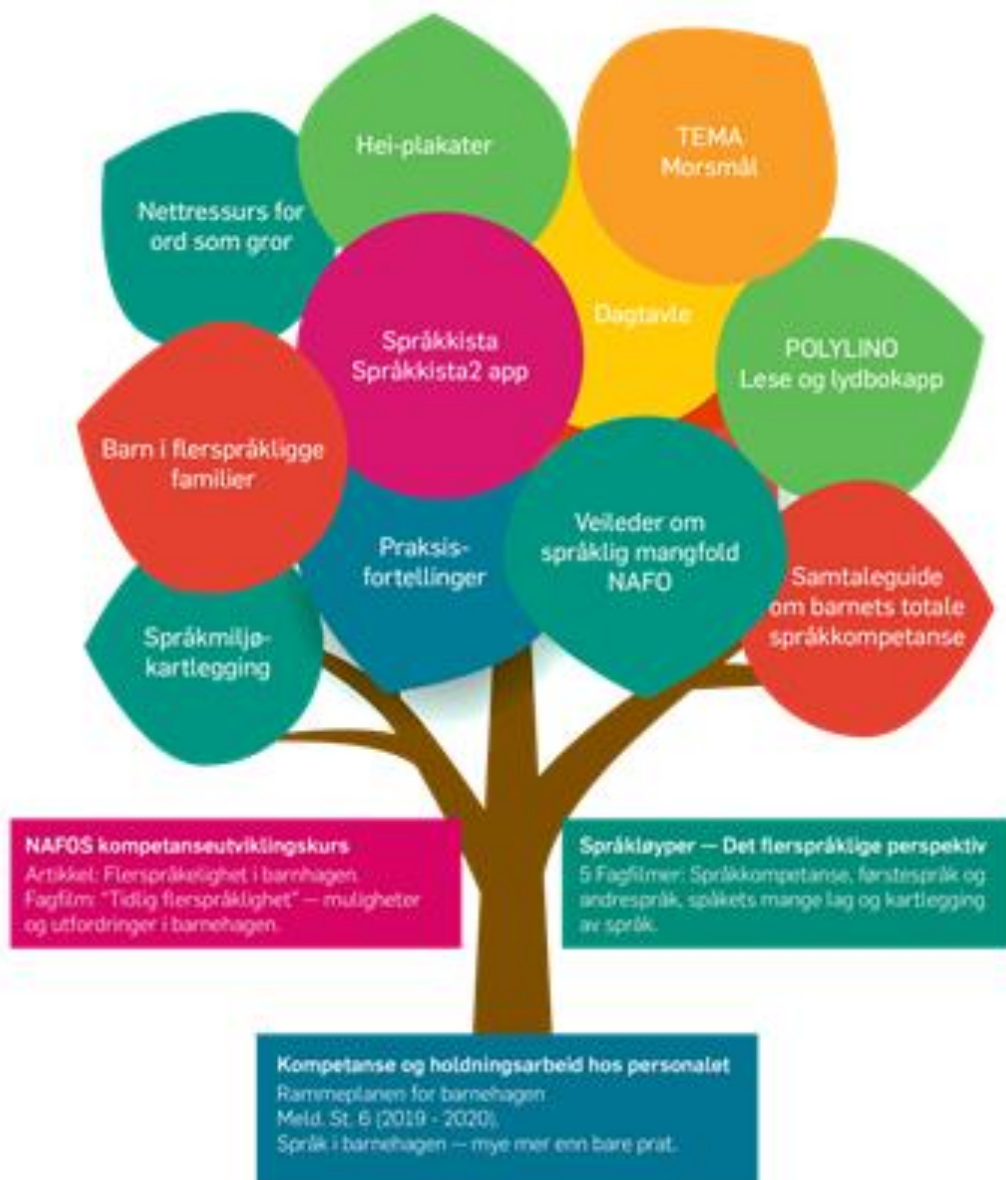 Hei-plakater
TEMA
Morsmål
Nettressurs for
ord som gror
Dagtavle
Språkkista
Språkkista2 app
POLYLINO
Lese og lydbokapp
Barn i flerspråkligge
familier
Praksis-
fortellinger
Veileder om
språklig mangfold
NAFO
Samtaleguide
om barnets totale
språkkompetanse
Språkmiljø-
kartlegging
NAFOS kompetanseutviklingskurs
Artikkel: Flerspråkelighet i barnhagen.
Fagfilm: "Tidlig flerspråklighet" — muligheter
og utfordringer i barnehagen.
Språkløyper — Det flerspråklige perspektiv
5 Fagfilmer: Språkkompetanse, førstespråk og
andrespråk, spåkets mange lag og kartlegging
av språk.
Kompetanse og holdningsarbeid hos personalet
Rammeplanen for barnehagen
Meld. St. 6 (2019 - 2020).
Språk i barnehagen — mye mer enn bare prat.